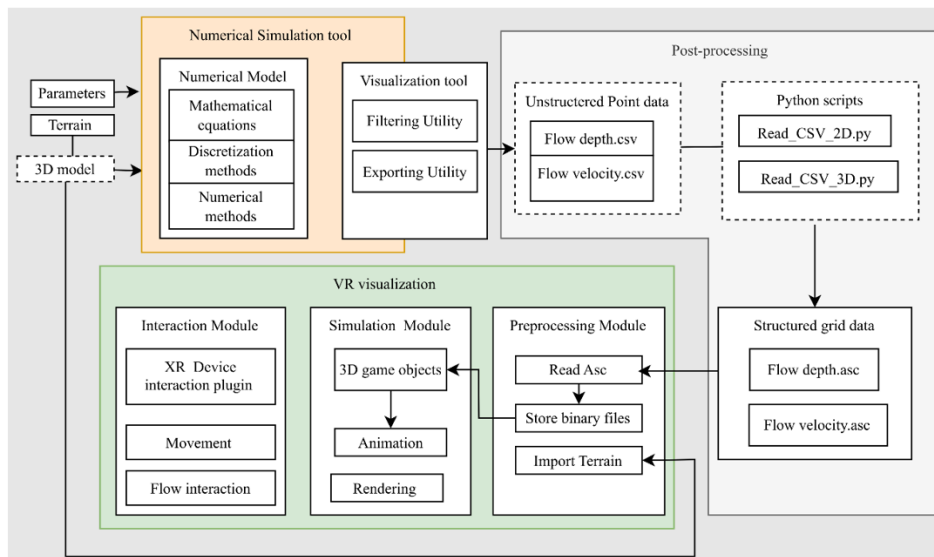 Numerical Simulation tool
Post-processing
Parameters
Terrain
3D model
Numerical Model
Mathematical
equations
Discretization
methods
Numerical
methods
Visualization tool
Filtering Utility
Exporting Utility
Unstructered Point data
Flow depth.csv
Flow velocity.csv
Python scripts
Read_CSV_2D.py
Read_CSV_3D.py
VR visualization
Interaction Module
XR Device
interaction plugin
Movement
Flow interaction
Simulation Module
3D game objects
Animation
Rendering
Preprocessing Module
Read Asc
Store binary files
Import Terrain
Structured grid data
Flow depth.asc
Flow velocity.asc